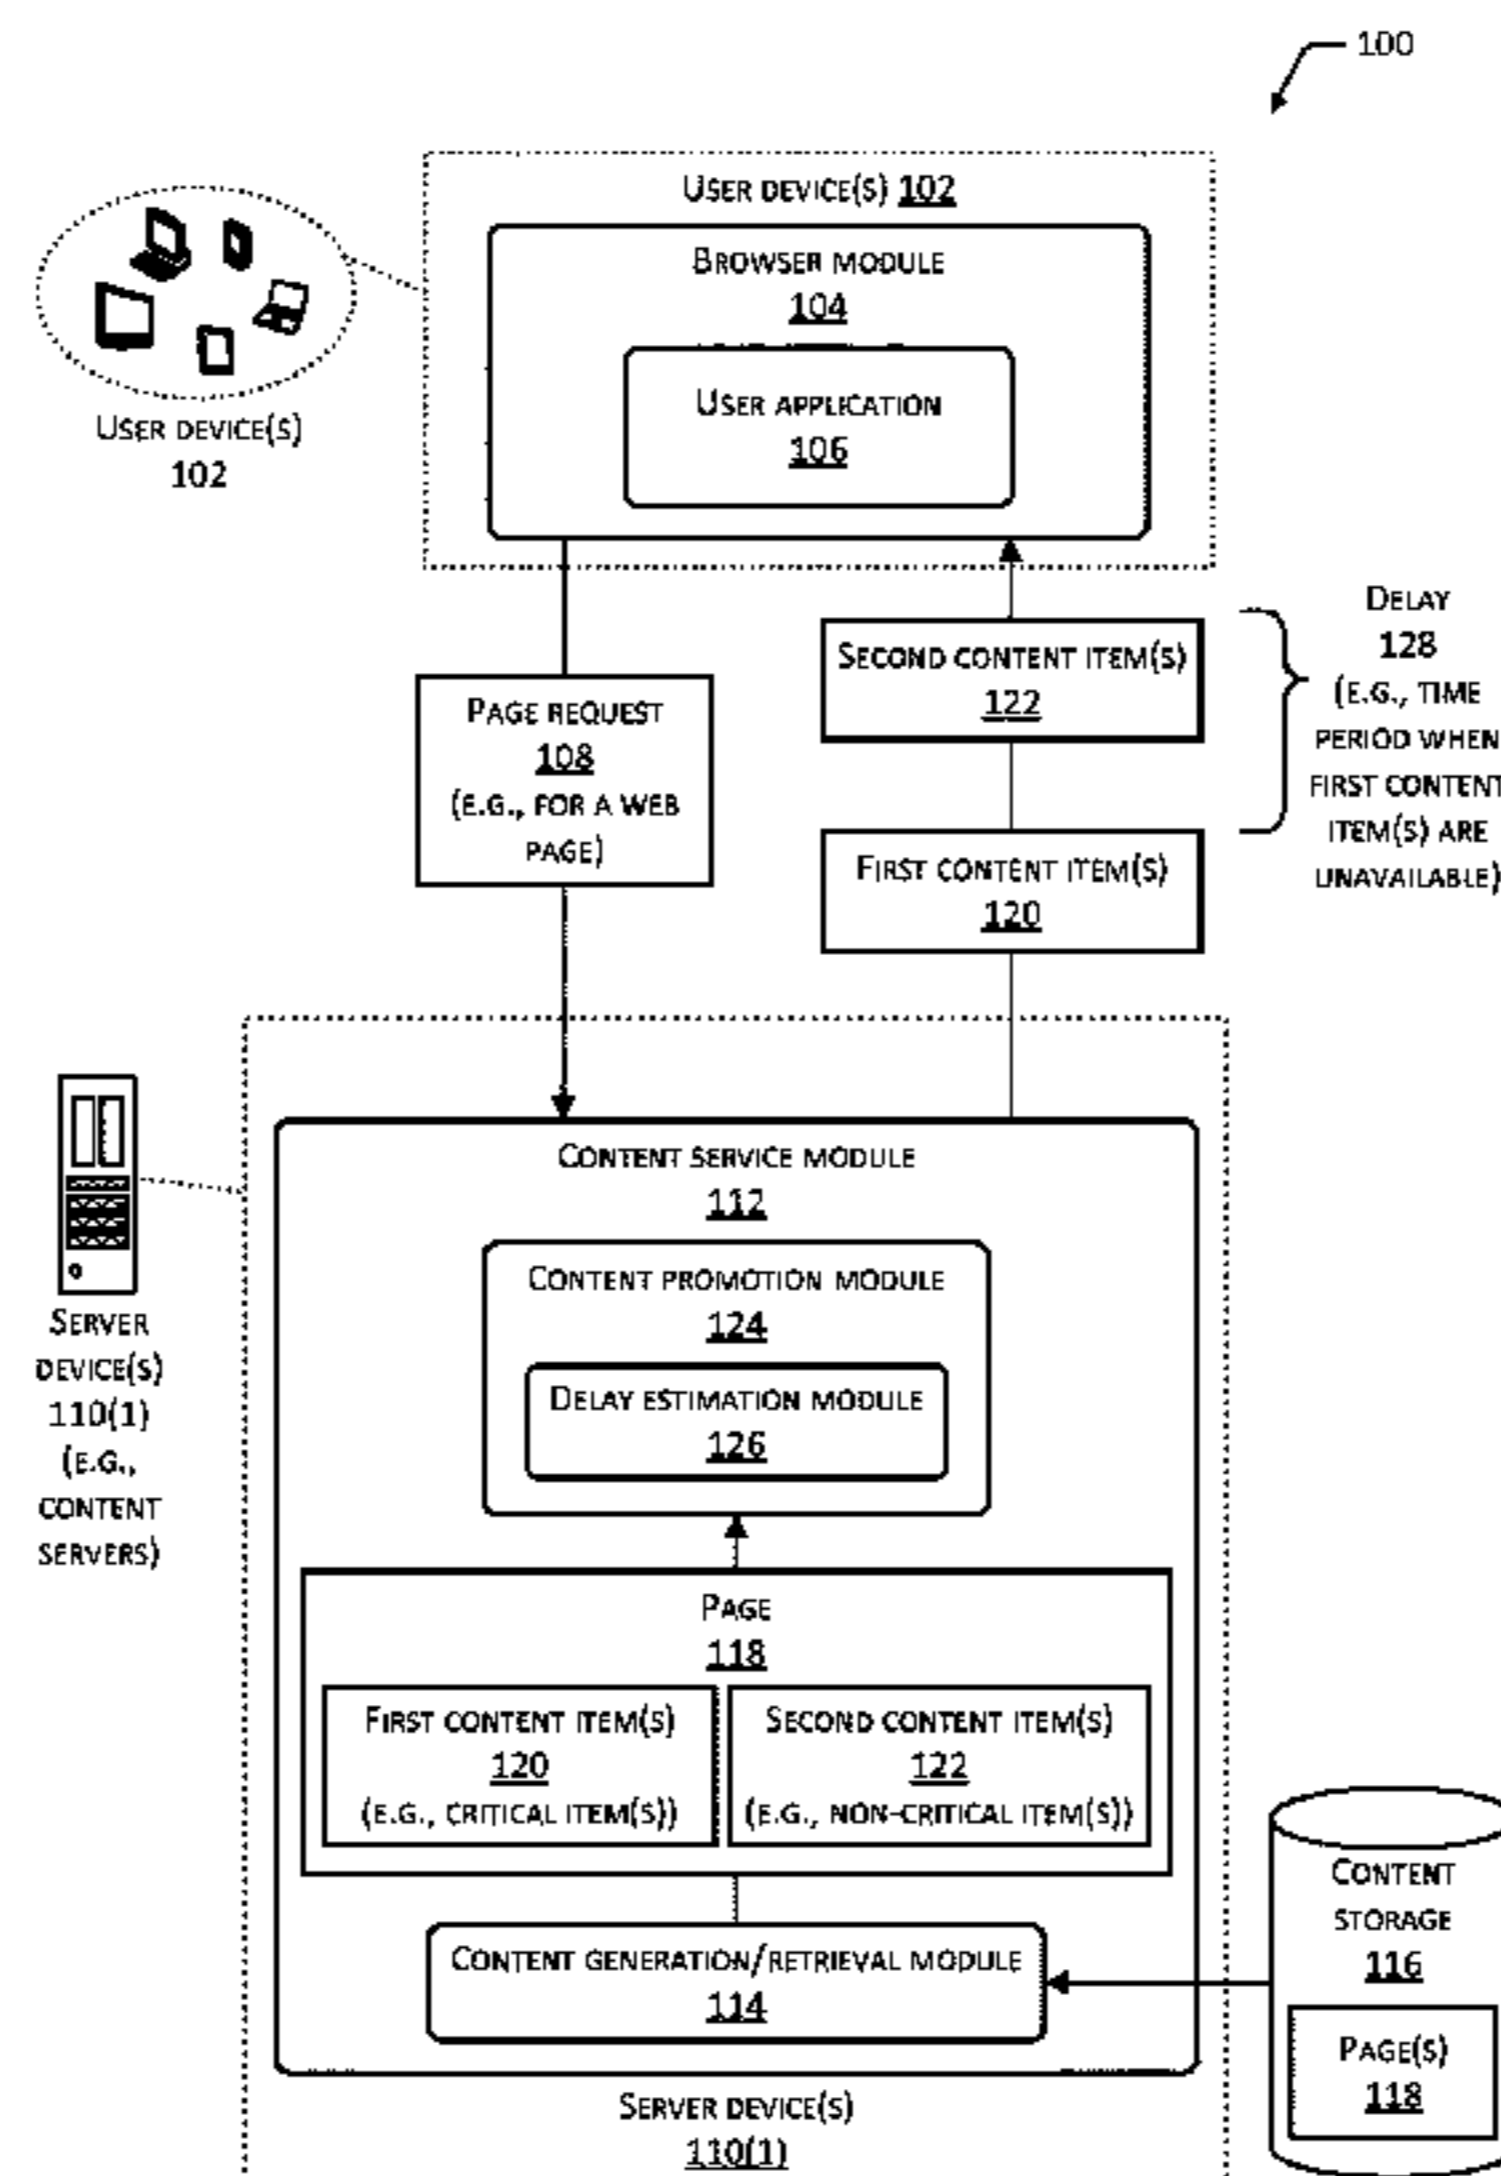 100
USER DEVICE(S) 102
BROWSER MODULE
104
USER APPLICATION
106
USER DEVICE(S)
102
PAGE REQUEST
108
(E.G., FOR A WEB
PAGE)
SECOND CONTENT ITEM(S)
122
FIRST CONTENT ITEM(S)
120
DELAY
128
(E.G., TIME
PERIOD WHEN
FIRST CONTENT
ITEM(S) ARE
UNAVAILABLE)
SERVER
DEVICE(S)
110(1)
(E.G.,
CONTENT
SERVERS)
CONTENT SERVICE MODULE
112
CONTENT PROMOTION MODULE
124
DELAY ESTIMATION MODULE
126
PAGE
118
FIRST CONTENT ITEM(S)
120
(E.G., CRITICAL ITEM(S))
SECOND CONTENT ITEM(S)
122
(E.G., NON-CRITICAL ITEM(S))
CONTENT GENERATION/RETRIEVAL MODULE
114
SERVER DEVICE(S)
110(1)
CONTENT
STORAGE
116
PAGE(S)
118